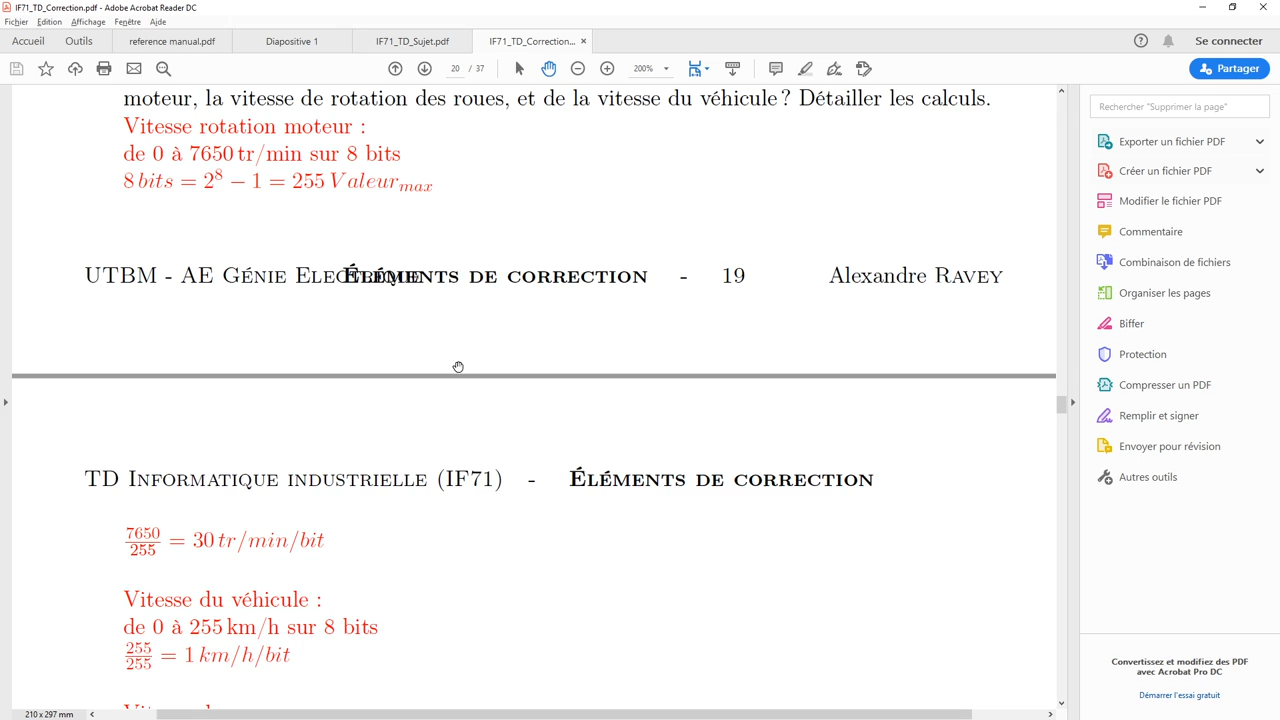 IF71_TD_Correction.pdf - Adobe Acrobat Reader DC
Fichier Edition Affichage Fenêtre Aide
Accueil Outils reference manual.pdf Diapositive 1 IF71_TD_Sujet.pdf IF71_TD_Correction... × Se connecter
20 / 37 200% Partager
moteur, la vitesse de rotation des roues, et de la vitesse du véhicule ? Détailler les calculs.
Vitesse rotation moteur :
de 0 à 7650 tr/min sur 8 bits
8 bits = 2^8 − 1 = 255 Valeur_max
UTBM - AE Génie Électrique Éléments de correction - 19 Alexandre Ravey
TD Informatique industrielle (IF71) - Éléments de correction
7650/255 = 30 tr/min/bit
Vitesse du véhicule :
de 0 à 255 km/h sur 8 bits
255/255 = 1 km/h/bit
210 x 297 mm
Rechercher "Supprimer la page"
Exporter un fichier PDF
Créer un fichier PDF
Modifier le fichier PDF
Commentaire
Combinaison de fichiers
Organiser les pages
Biffer
Protection
Compresser un PDF
Remplir et signer
Envoyer pour révision
Autres outils
Convertissez et modifiez des PDF
avec Acrobat Pro DC
Démarrer l'essai gratuit